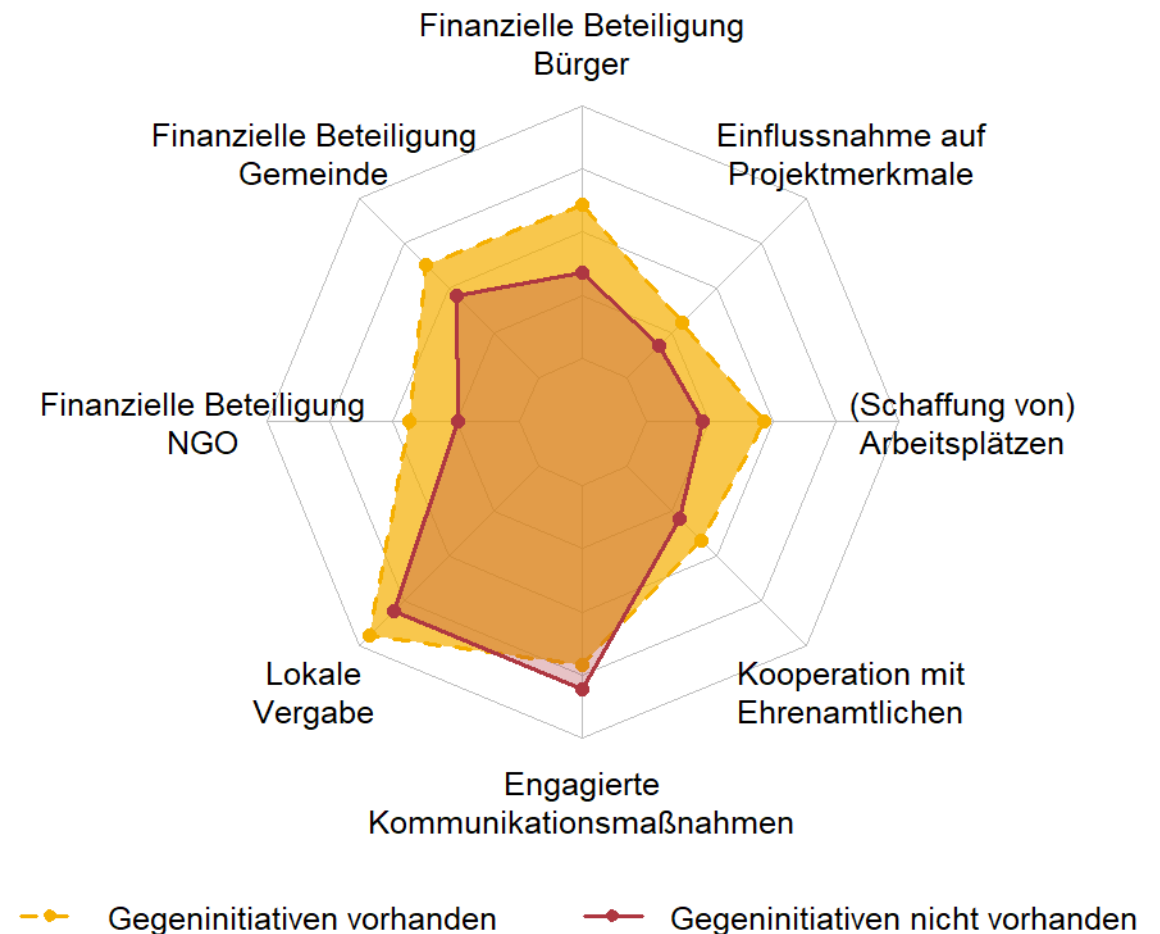 Finanzielle Beteiligung
Bürger
Finanzielle Beteiligung
Gemeinde
Einflussnahme auf
Projektmerkmale
Finanzielle Beteiligung
NGO
(Schaffung von)
Arbeitsplätzen
Lokale
Vergabe
Kooperation mit
Ehrenamtlichen
Engagierte
Kommunikationsmaßnahmen
Gegeninitiativen vorhanden
Gegeninitiativen nicht vorhanden